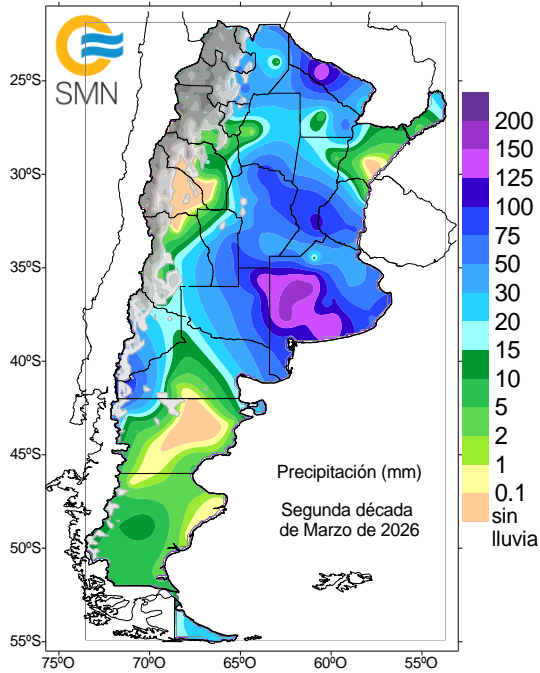 SMN
25ºS
30ºS
35ºS
40ºS
45ºS
50ºS
55ºS
75ºO
70ºO
65ºO
60ºO
55ºO
Precipitación (mm)
Segunda década
de Marzo de 2026
200
150
125
100
75
50
30
20
15
10
5
2
1
0.1
sin
lluvia